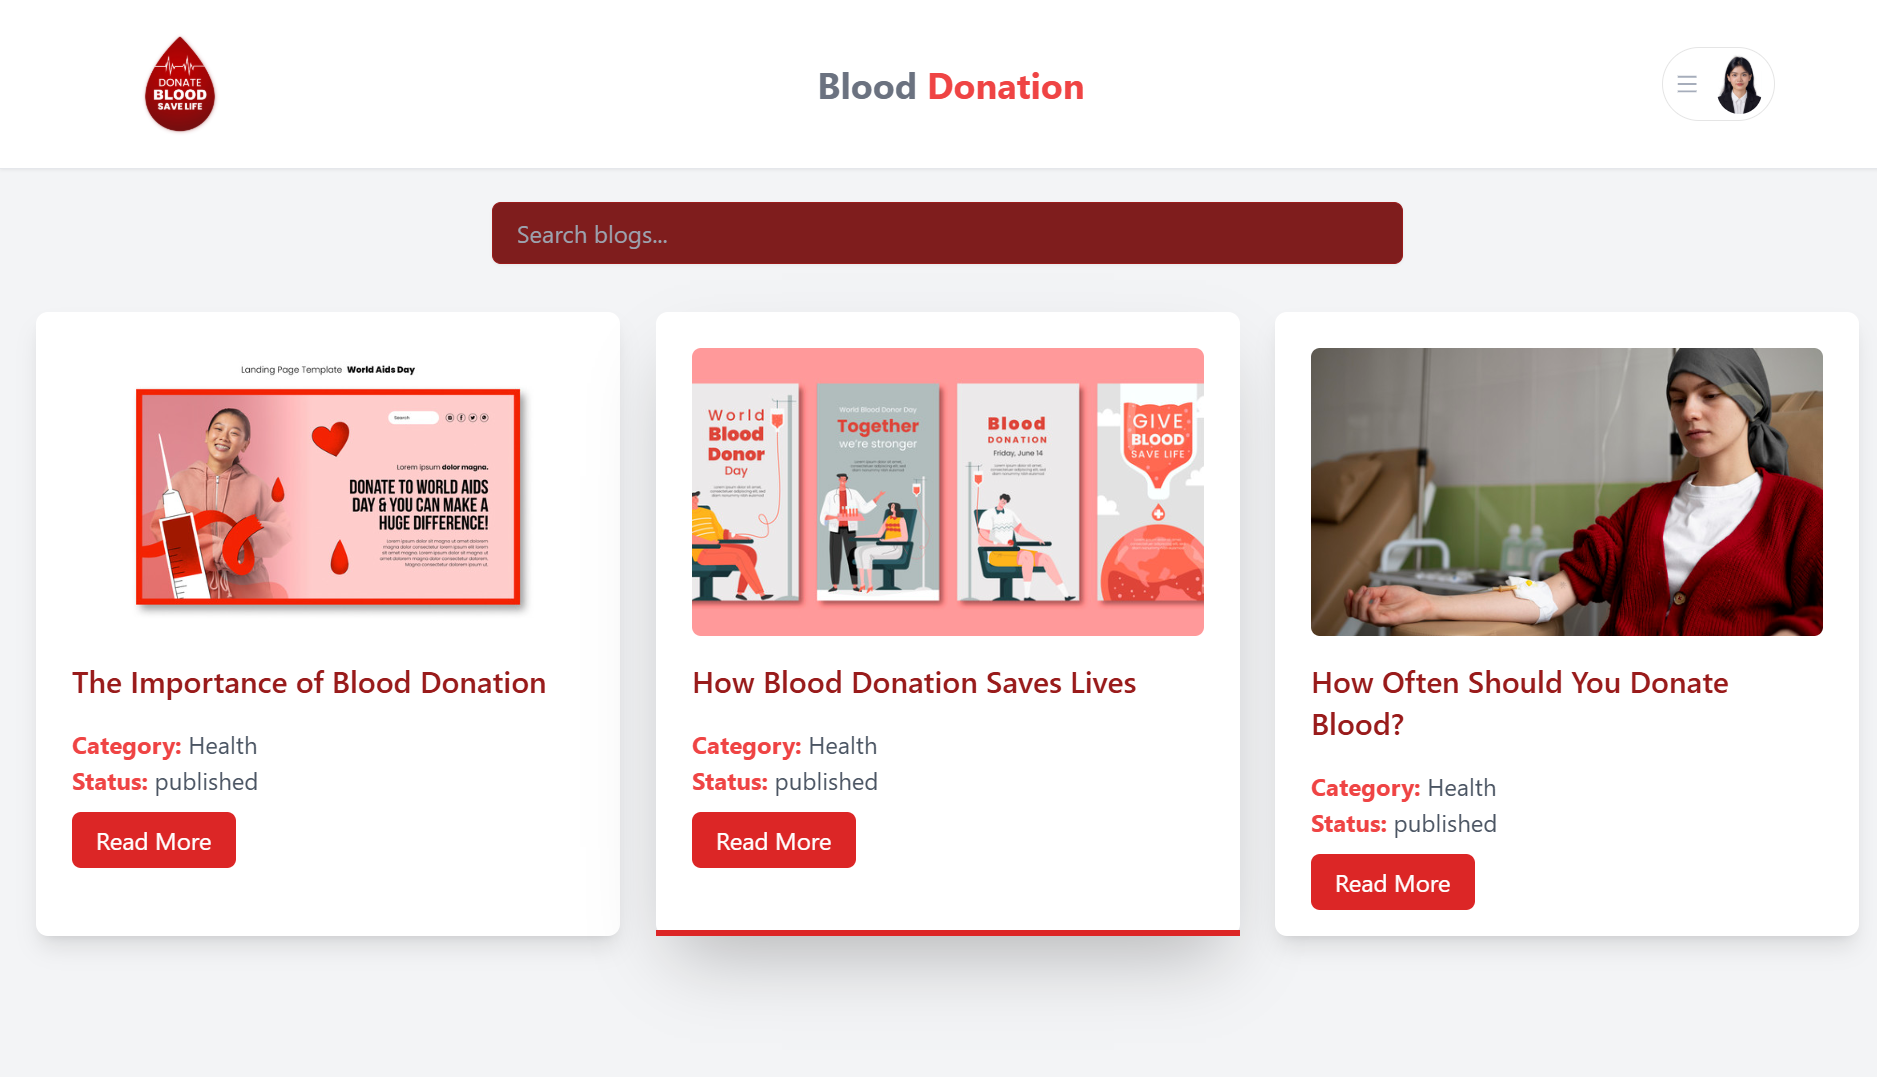 DONATE
BLOOD
SAVE LIFE
Blood Donation
Search blogs...
Landing Page Template World Aids Day
Search
Lorem ipsum dolor magna.
DONATE TO WORLD AIDS
DAY & YOU CAN MAKE A
HUGE DIFFERENCE!
World
Blood
Donor
Day
World Blood Donor Day
Together
we're stronger
Blood
DONATION
Friday, June 14
GIVE
BLOOD
SAVE LIFE
The Importance of Blood Donation
Category: Health
Status: published
Read More
How Blood Donation Saves Lives
Category: Health
Status: published
Read More
How Often Should You Donate
Blood?
Category: Health
Status: published
Read More